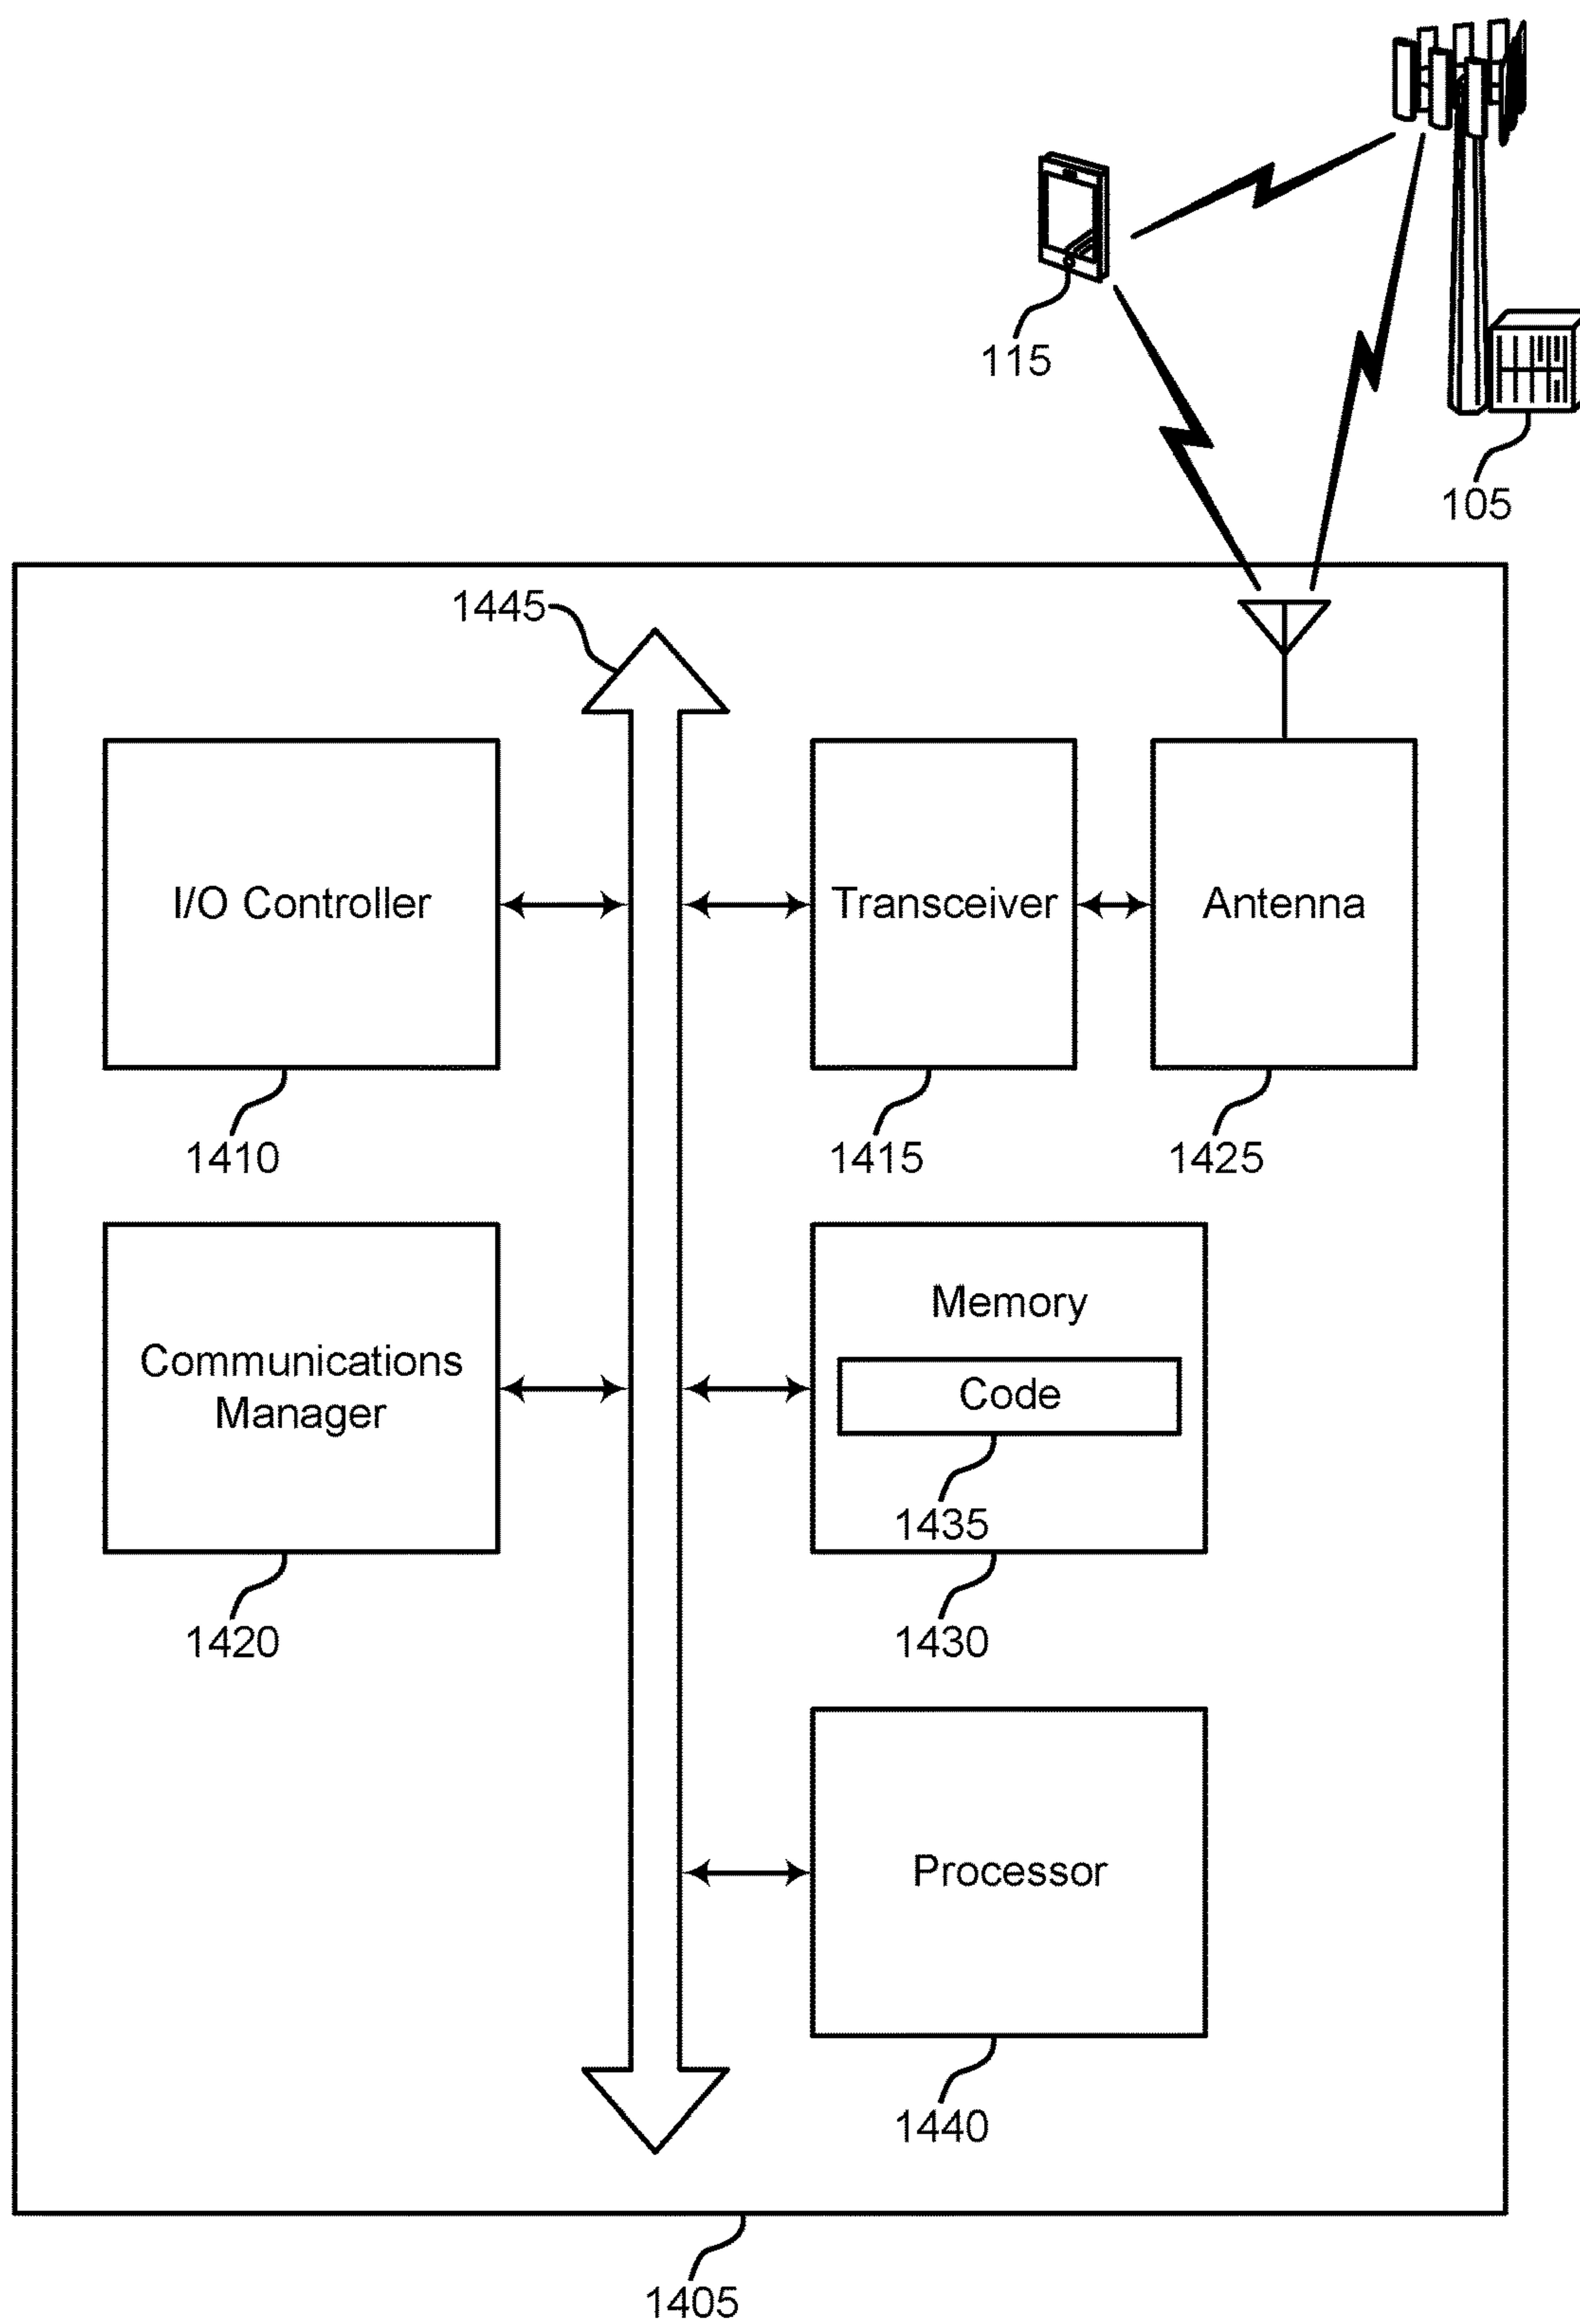 115
105
1445
I/O Controller
Transceiver
Antenna
1410
1415
1425
Communications
Manager
Memory
Code
1435
1420
1430
Processor
1440
1405